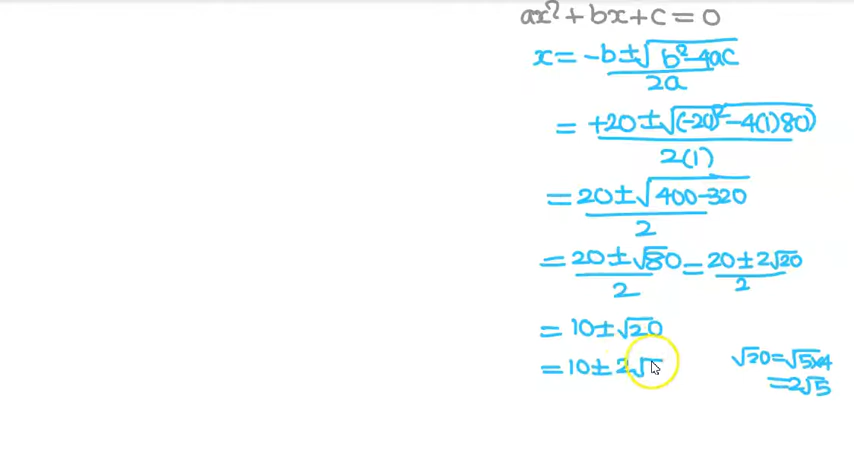 ax² + bx + c = 0
x = -b ± √b² - 4ac / 2a
= +20 ± √(-20)² - 4(1)80) / 2(1)
= 20 ± √400 - 320 / 2
= 20 ± √80 / 2 = 20 ± 2√20 / 2
= 10 ± √20
= 10 ± 2√
√20 = √5×4
= 2√5